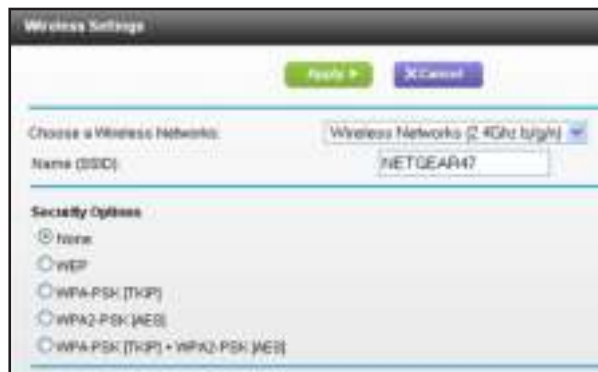 Wireless Settings
Apply
X Cancel
Choose a Wireless Networks:
Wireless Networks (2.4Ghz b/g/n)
Name (SSID):
NETGEAR47
Security Options
None
WEP
WPA-PSK [TKIP]
WPA2-PSK [AES]
WPA-PSK [TKIP] + WPA2-PSK [AES]